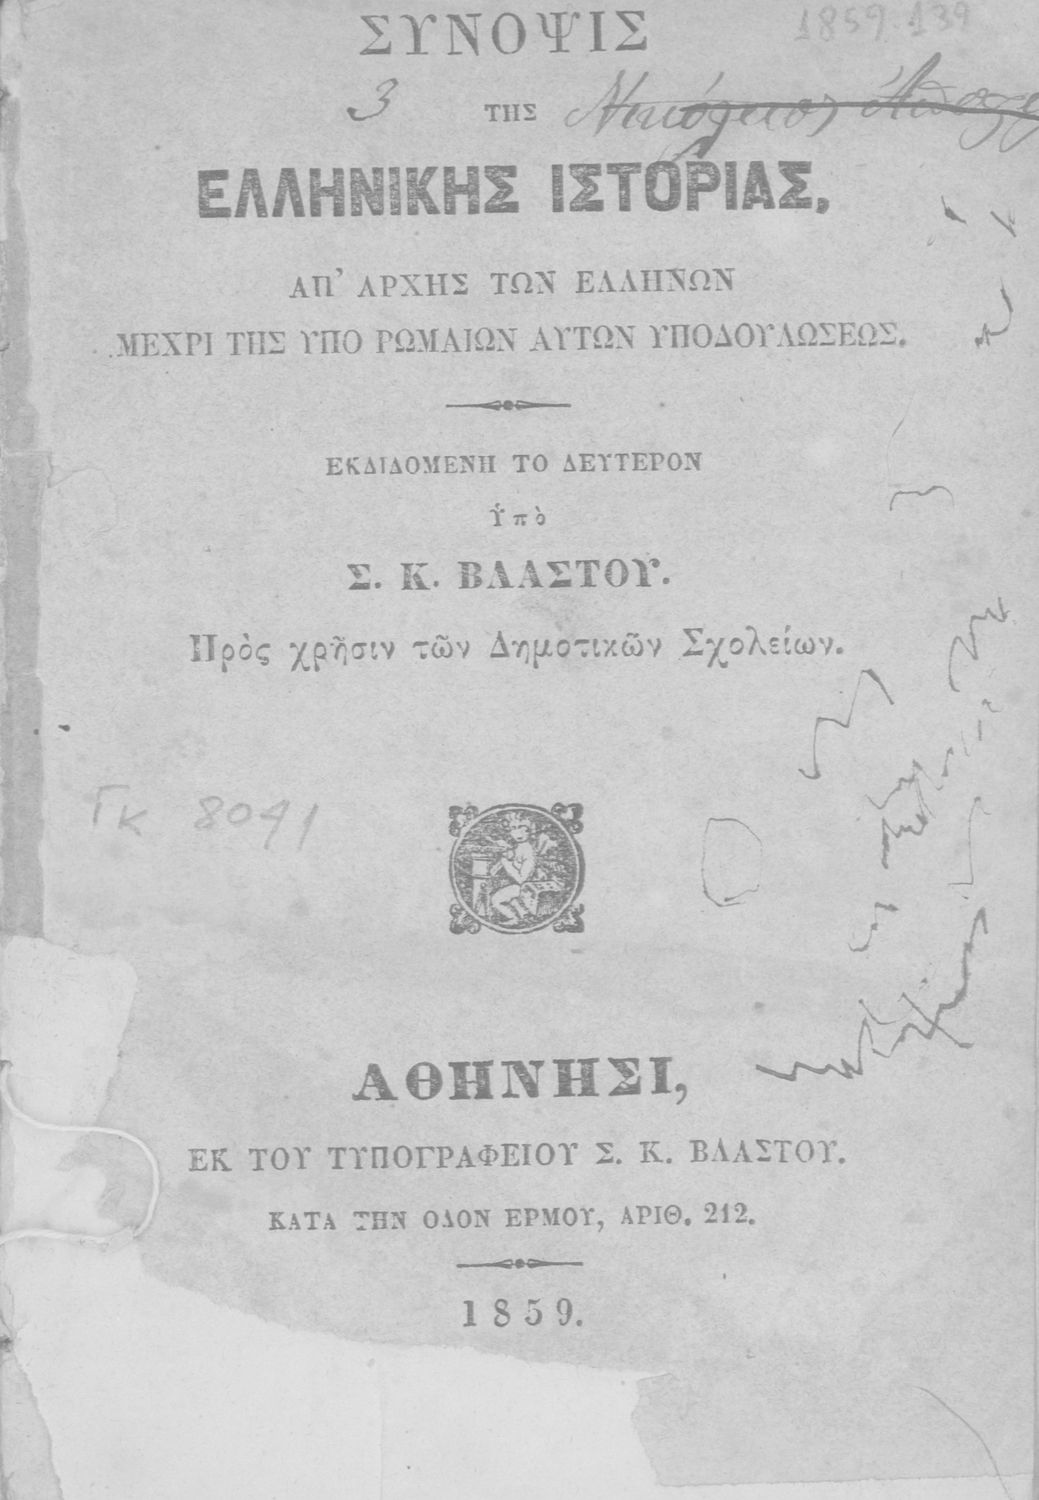 ΣΥΝΟΨΙΣ
1859.139
3
ΤΗΣ
ΕΛΛΗΝΙΚΗΣ ΙΣΤΟΡΙΑΣ,
ΑΠ' ΑΡΧΗΣ ΤΩΝ ΕΛΛΗΝΩΝ
ΜΕΧΡΙ ΤΗΣ ΥΠΟ ΡΩΜΑΙΩΝ ΑΥΤΩΝ ΥΠΟΔΟΥΛΩΣΕΩΣ.
ΕΚΔΙΔΟΜΕΝΗ ΤΟ ΔΕΥΤΕΡΟΝ
ὑπὸ
Σ. Κ. ΒΛΑΣΤΟΥ.
Πρὸς χρῆσιν τῶν Δημοτικῶν Σχολείων.
ΓΚ 8041
ΑΘΗΝΗΣΙ,
ΕΚ ΤΟΥ ΤΥΠΟΓΡΑΦΕΙΟΥ Σ. Κ. ΒΛΑΣΤΟΥ.
ΚΑΤΑ ΤΗΝ ΟΔΟΝ ΕΡΜΟΥ, ΑΡΙΘ. 212.
1859.